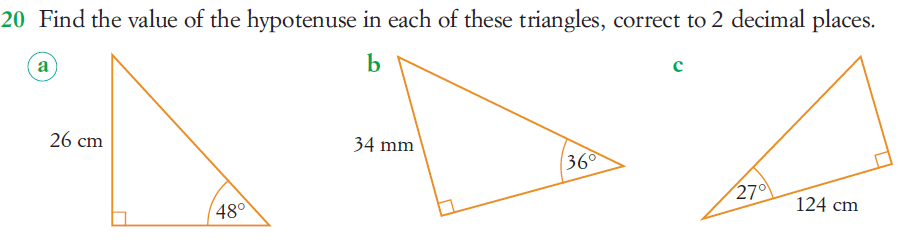 20 Find the value of the hypotenuse in each of these triangles, correct to 2 decimal places.
a
26 cm
48°
b
34 mm
36°
c
27°
124 cm